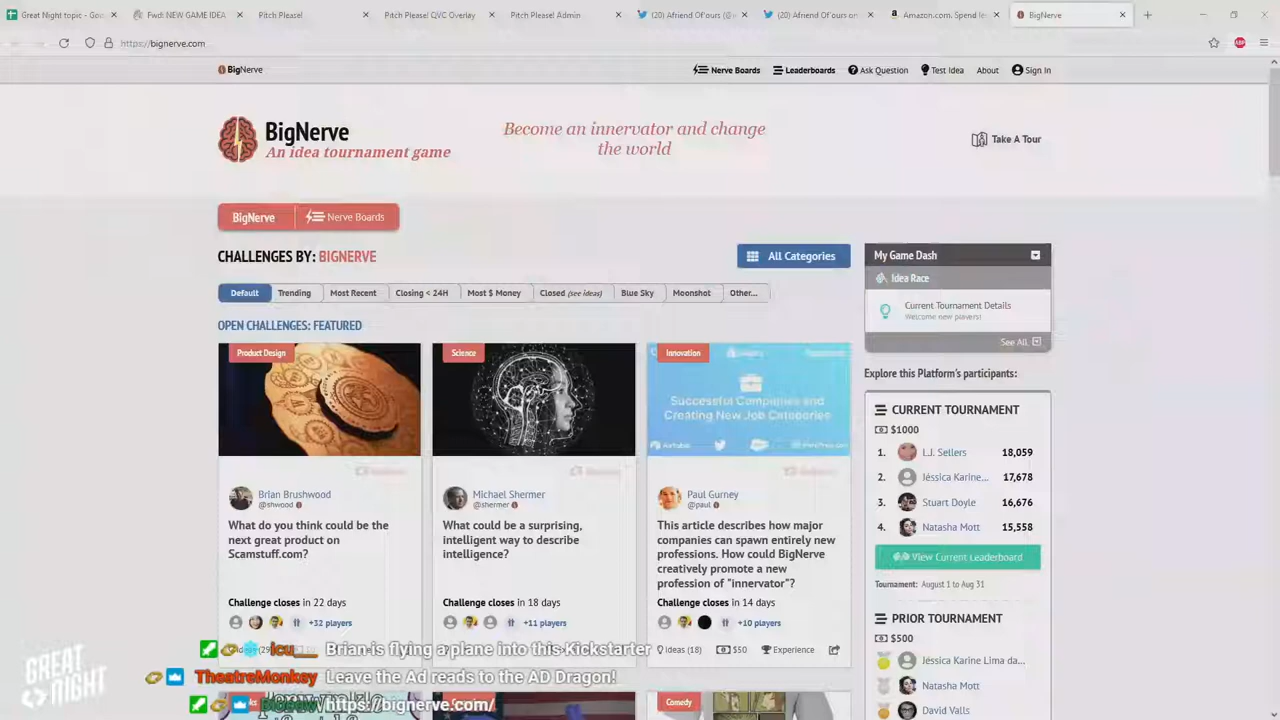 Great Night topic - Goo
Fwd: NEW GAME IDEA
Pitch Please!
Pitch Please! QVC Overlay
Pitch Please! Admin
(20) Afriend Of'ours (@
(20) Afriend Of'ours on
Amazon.com. Spend le
BigNerve
https://bignerve.com
BigNerve
Nerve Boards
Leaderboards
Ask Question
Test Idea
About
Sign In
BigNerve
An idea tournament game
Become an innervator and change
the world
Take A Tour
BigNerve
Nerve Boards
CHALLENGES BY: BIGNERVE
All Categories
Default
Trending
Most Recent
Closing < 24H
Most $ Money
Closed (see ideas)
Blue Sky
Moonshot
Other...
OPEN CHALLENGES: FEATURED
Product Design
Brian Brushwood
@shwood
What do you think could be the
next great product on
Scamstuff.com?
Challenge closes in 22 days
+32 players
Science
Michael Shermer
@shermer
What could be a surprising,
intelligent way to describe
intelligence?
Challenge closes in 18 days
+11 players
Innovation
Successful Companies and
Creating New Job Categories
Airtable
Paul Gurney
@paul
This article describes how major
companies can spawn entirely new
professions. How could BigNerve
creatively promote a new
profession of "innervator"?
Challenge closes in 14 days
+10 players
Ideas (18)
$50
Experience
My Game Dash
Idea Race
Current Tournament Details
Welcome new players!
See All
Explore this Platform's participants:
CURRENT TOURNAMENT
$1000
1. L.J. Sellers 18,059
2. Jéssica Karine... 17,678
3. Stuart Doyle 16,676
4. Natasha Mott 15,558
View Current Leaderboard
Tournament: August 1 to Aug 31
PRIOR TOURNAMENT
$500
Jéssica Karine Lima da...
Natasha Mott
David Valls
Comedy
GREAT
NIGHT
icu__ Brian is flying a plane into this Kickstarter
TheatreMonkey Leave the Ad reads to the AD Dragon!
https://bignerve.com/